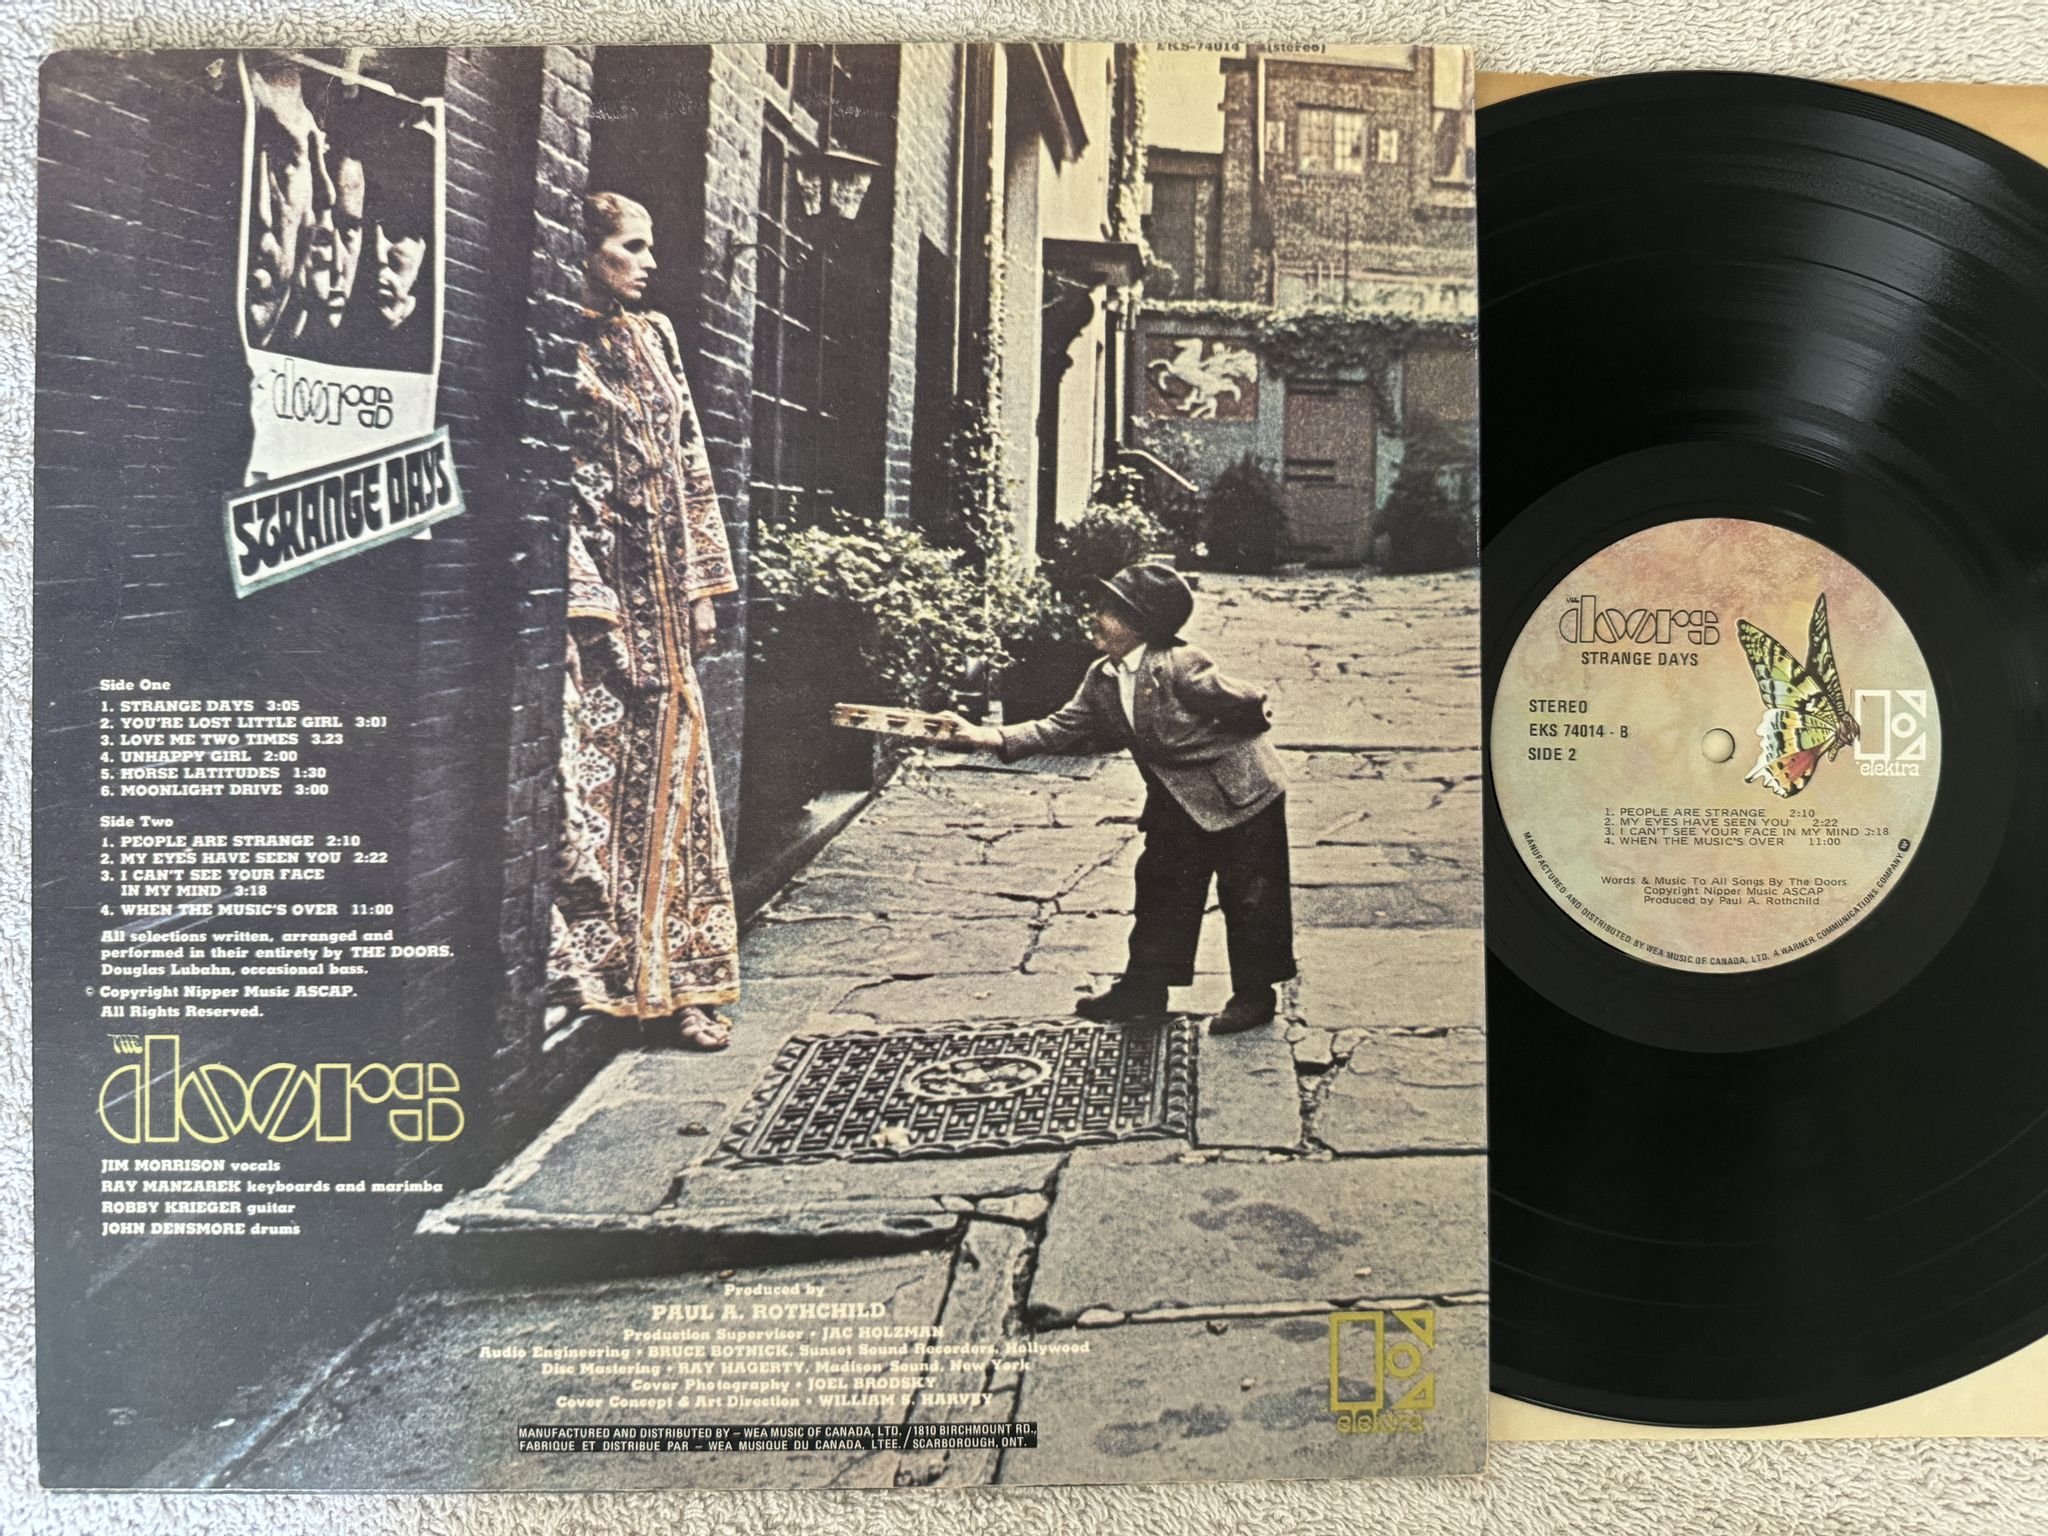 EKS-74014 (stereo)
doors
STRANGE DAYS
Side One
1. STRANGE DAYS 3:05
2. YOU'RE LOST LITTLE GIRL 3:01
3. LOVE ME TWO TIMES 3.23
4. UNHAPPY GIRL 2:00
5. HORSE LATITUDES 1:30
6. MOONLIGHT DRIVE 3:00
Side Two
1. PEOPLE ARE STRANGE 2:10
2. MY EYES HAVE SEEN YOU 2:22
3. I CAN'T SEE YOUR FACE
IN MY MIND 3:18
4. WHEN THE MUSIC'S OVER 11:00
All selections written, arranged and
performed in their entirety by THE DOORS.
Douglas Lubahn, occasional bass.
© Copyright Nipper Music ASCAP.
All Rights Reserved.
THE
doors
JIM MORRISON vocals
RAY MANZAREK keyboards and marimba
ROBBY KRIEGER guitar
JOHN DENSMORE drums
Produced by
PAUL A. ROTHCHILD
Production Supervisor • JAC HOLZMAN
Audio Engineering • BRUCE BOTNICK, Sunset Sound Recorders, Hollywood
Disc Mastering • RAY HAGERTY, Madison Sound, New York
Cover Photography • JOEL BRODSKY
Cover Concept & Art Direction • WILLIAM S. HARVEY
MANUFACTURED AND DISTRIBUTED BY – WEA MUSIC OF CANADA, LTD. / 1810 BIRCHMOUNT RD.,
FABRIQUE ET DISTRIBUE PAR – WEA MUSIQUE DU CANADA, LTEE. / SCARBOROUGH, ONT.
elektra
THE
doors
STRANGE DAYS
STEREO
EKS 74014 - B
SIDE 2
elektra
1. PEOPLE ARE STRANGE 2:10
2. MY EYES HAVE SEEN YOU 2:22
3. I CAN'T SEE YOUR FACE IN MY MIND 3:18
4. WHEN THE MUSIC'S OVER 11:00
Words & Music To All Songs By The Doors
Copyright Nipper Music ASCAP
Produced by Paul A. Rothchild
MANUFACTURED AND DISTRIBUTED BY WEA MUSIC OF CANADA, LTD. A WARNER COMMUNICATIONS COMPANY